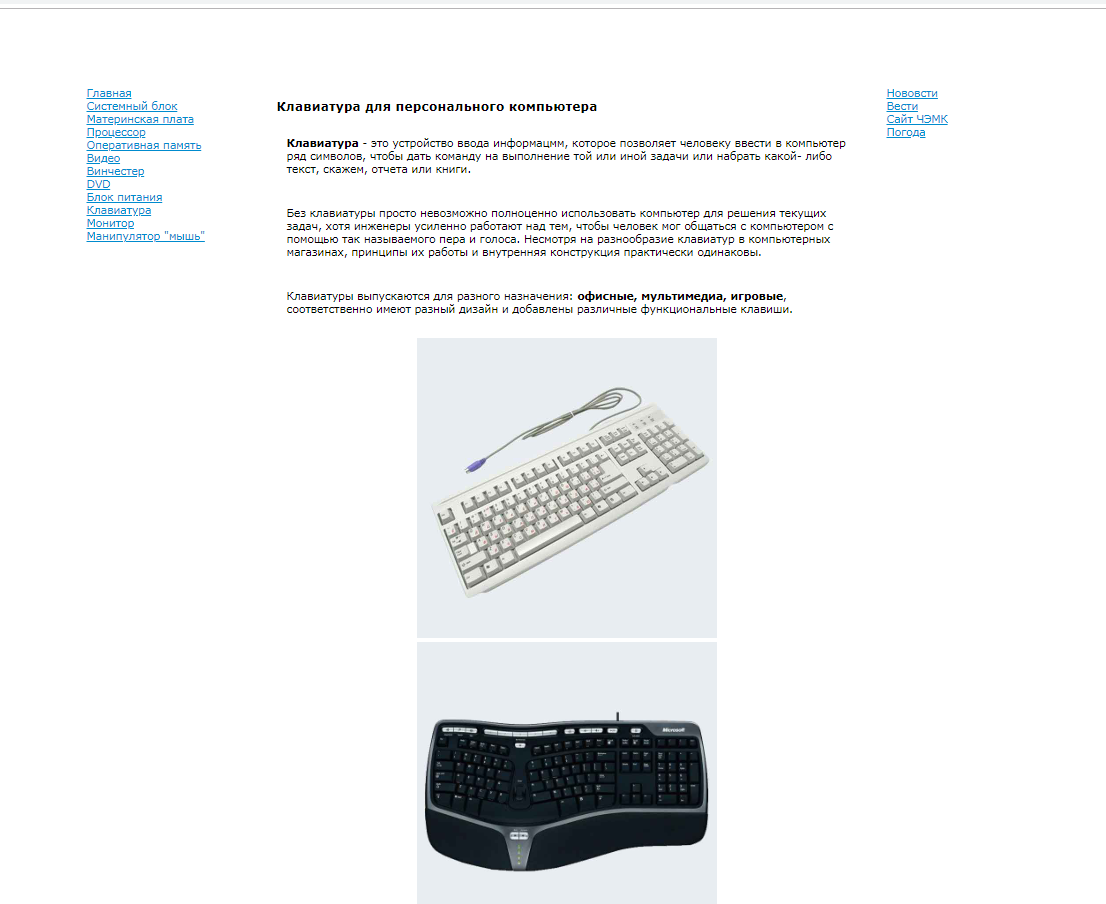 Главная
Системный блок
Материнская плата
Процессор
Оперативная память
Видео
Винчестер
DVD
Блок питания
Клавиатура
Монитор
Манипулятор "мышь"
Клавиатура для персонального компьютера
Клавиатура - это устройство ввода информацмм, которое позволяет человеку ввести в компьютер
ряд символов, чтобы дать команду на выполнение той или иной задачи или набрать какой- либо
текст, скажем, отчета или книги.
Без клавиатуры просто невозможно полноценно использовать компьютер для решения текущих
задач, хотя инженеры усиленно работают над тем, чтобы человек мог общаться с компьютером с
помощью так называемого пера и голоса. Несмотря на разнообразие клавиатур в компьютерных
магазинах, принципы их работы и внутренняя конструкция практически одинаковы.
Клавиатуры выпускаются для разного назначения: офисные, мультимедиа, игровые,
соответственно имеют разный дизайн и добавлены различные функциональные клавиши.
Microsoft
Нововсти
Вести
Сайт ЧЭМК
Погода